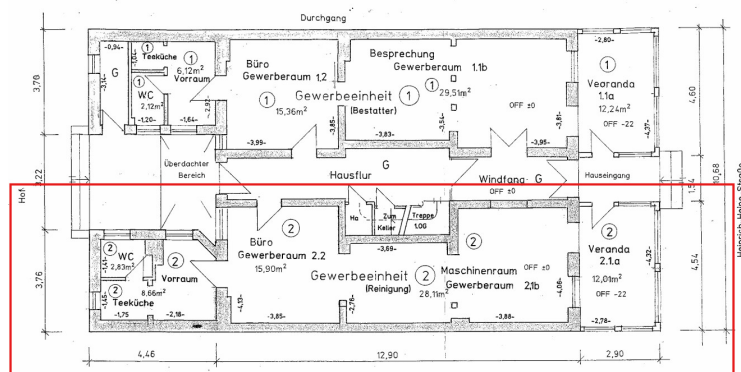 Durchgang
-0,94-
①
Teeküche
①
6,12m²
Vorraum
G
①
WC
2,12m²
-1,20-
-1,64-
-3,14-
Büro
Gewerberaum 1.2
①
15,36m²
-3,99-
-3,85-
Besprechung
Gewerberaum 1.1b
①
29,51m²
Gewerbeeinheit ①
(Bestatter)
OFF ±0
-3,83-
-3,54-
-3,95-
-3,81-
-2,80-
①
Vearanda
1.1a
12,24m²
OFF -22
-4,37-
3,70
4,60
Überdachter
Bereich
Hausflur
G
Windfang
G
OFF ±0
Hauseingang
Hof
3,22
1,54
10,68
Heinrich-Heine-Straße
Ha
Zum
Keller
Treppe
1.00
②
WC
2,83m²
-1,41-
②
Vorraum
8,66m²
②
Teeküche
-1,45-
-1,75
-2,18-
②
Büro
Gewerberaum 2.2
15,90m²
-4,13-
-3,85-
-3,69-
Gewerbeeinheit ②
(Reinigung)
28,11m²
-2,76-
②
Maschinenraum
OFF ±0
Gewerberaum 2.1b
-3,88-
-4,06-
②
Veranda
2.1.a
12,01m²
OFF -22
-4,32-
-2,78-
3,76
4,54
4,46
12,90
2,90